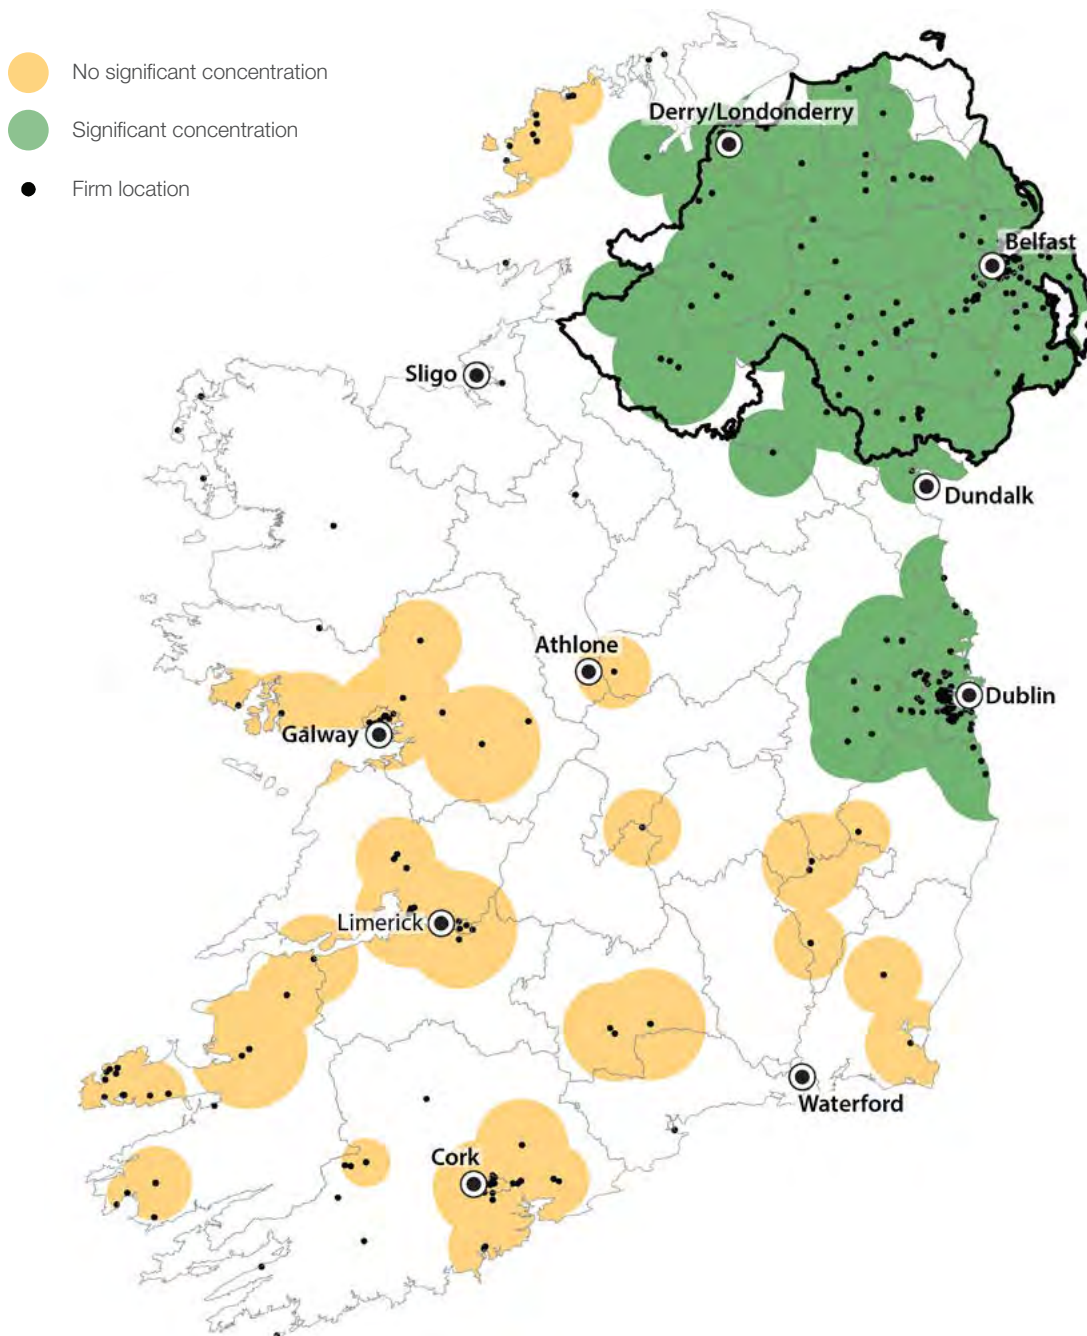 No significant concentration
Significant concentration
Firm location
Derry/Londonderry
Belfast
Sligo
Dundalk
Athlone
Dublin
Galway
Limerick
Waterford
Cork